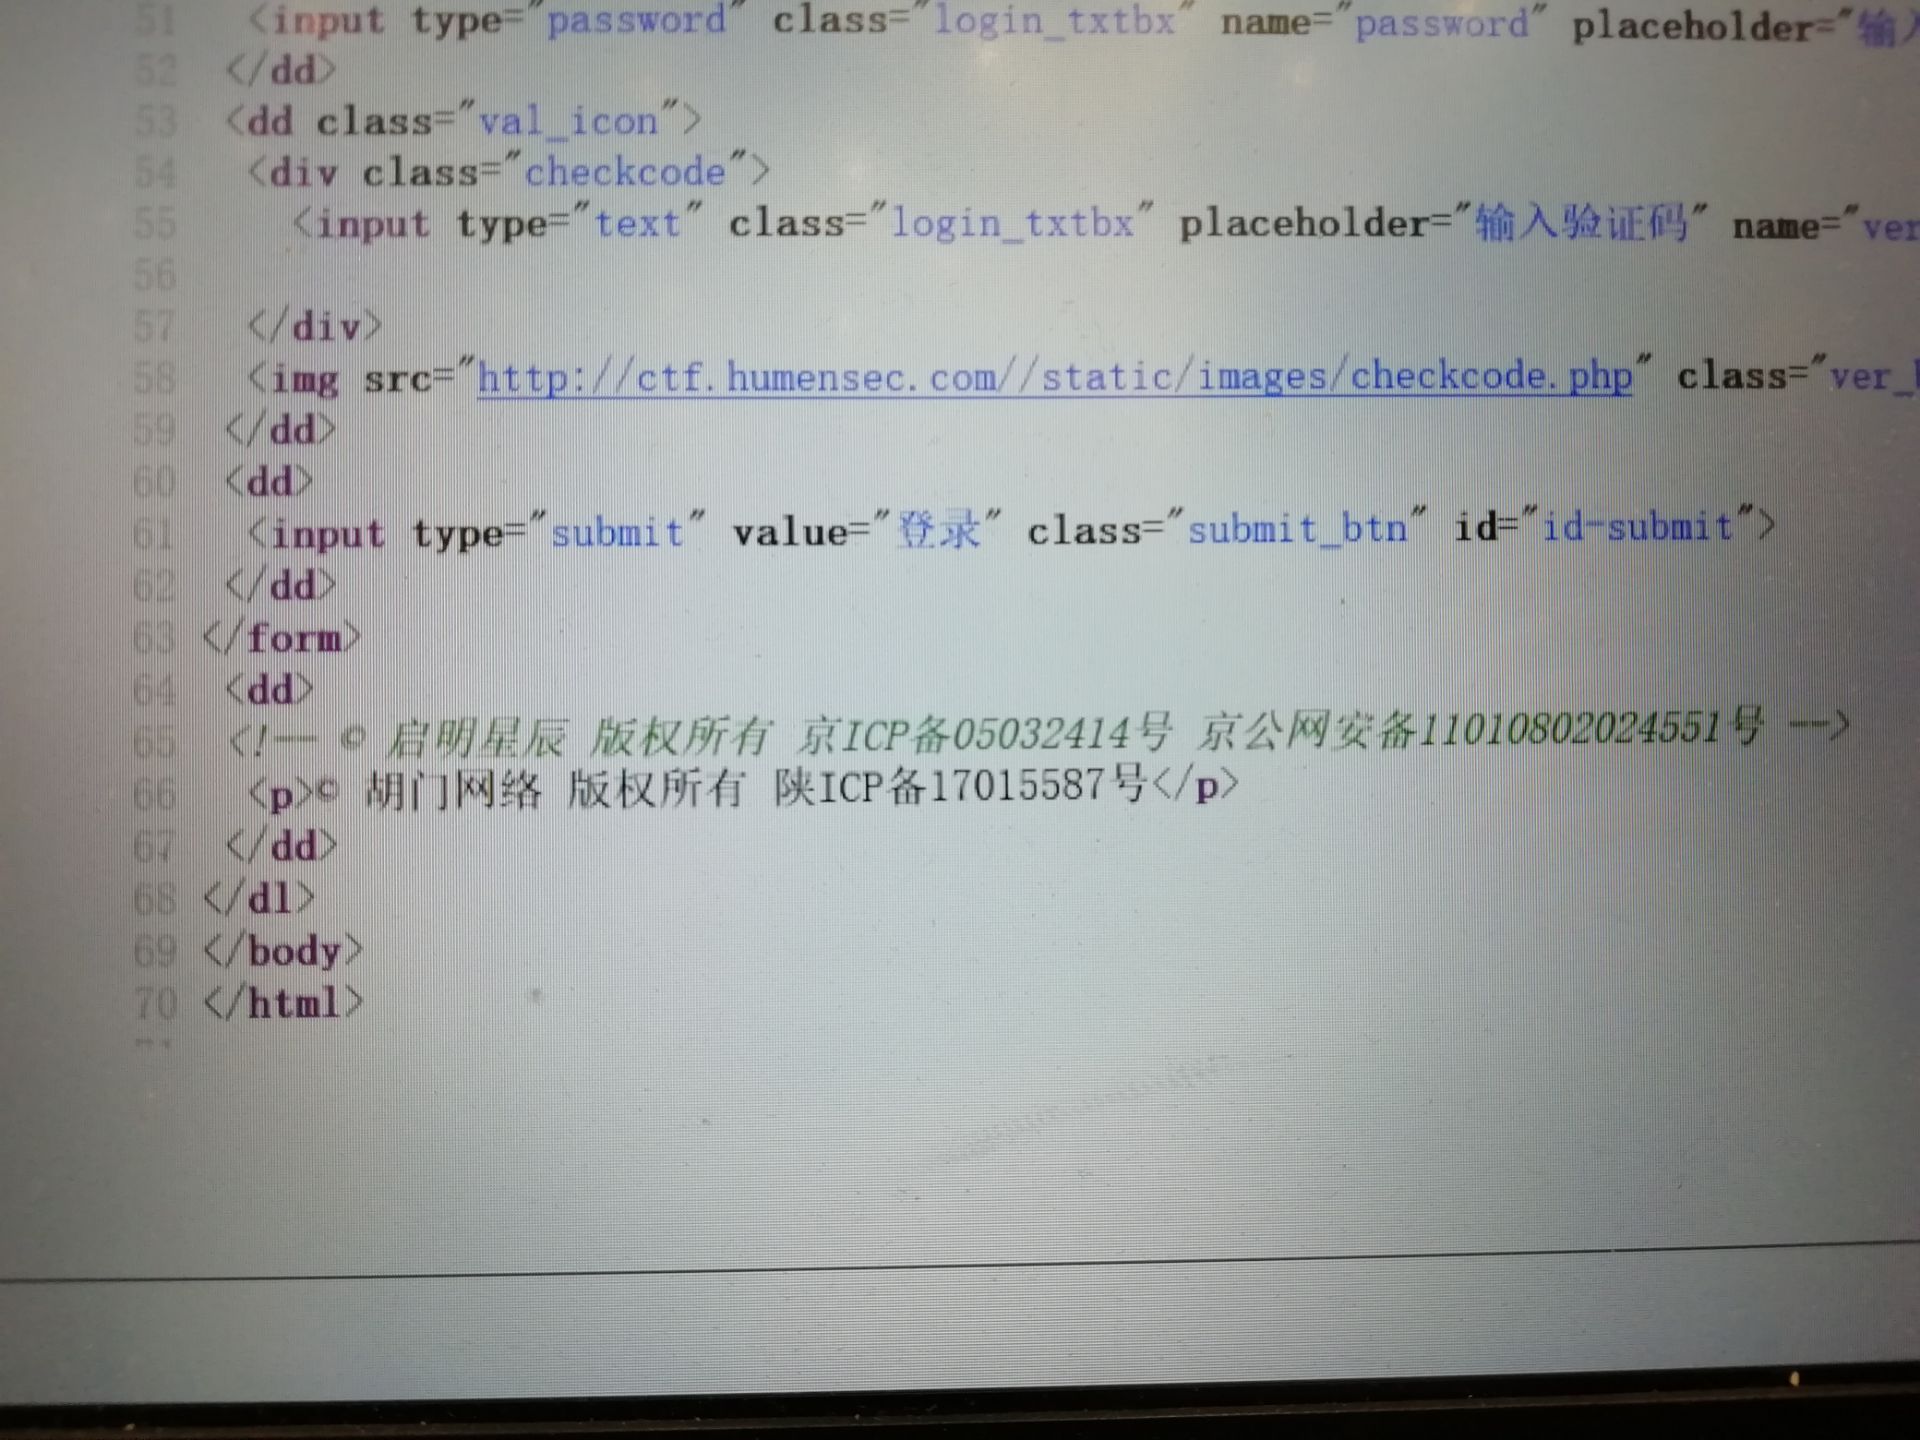 51 <input type="password" class="login_txtbx" name="password" placeholder="输入
52 </dd>
53 <dd class="val_icon">
54 <div class="checkcode">
55 <input type="text" class="login_txtbx" placeholder="输入验证码" name="ver
56
57 </div>
58 <img src="http://ctf.humensec.com//static/images/checkcode.php" class="ver_
59 </dd>
60 <dd>
61 <input type="submit" value="登录" class="submit_btn" id="id-submit">
62 </dd>
63 </form>
64 <dd>
65 <!-- © 启明星辰 版权所有 京ICP备05032414号 京公网安备11010802024551号 -->
66 <p>© 胡门网络 版权所有 陕ICP备17015587号</p>
67 </dd>
68 </dl>
69 </body>
70 </html>